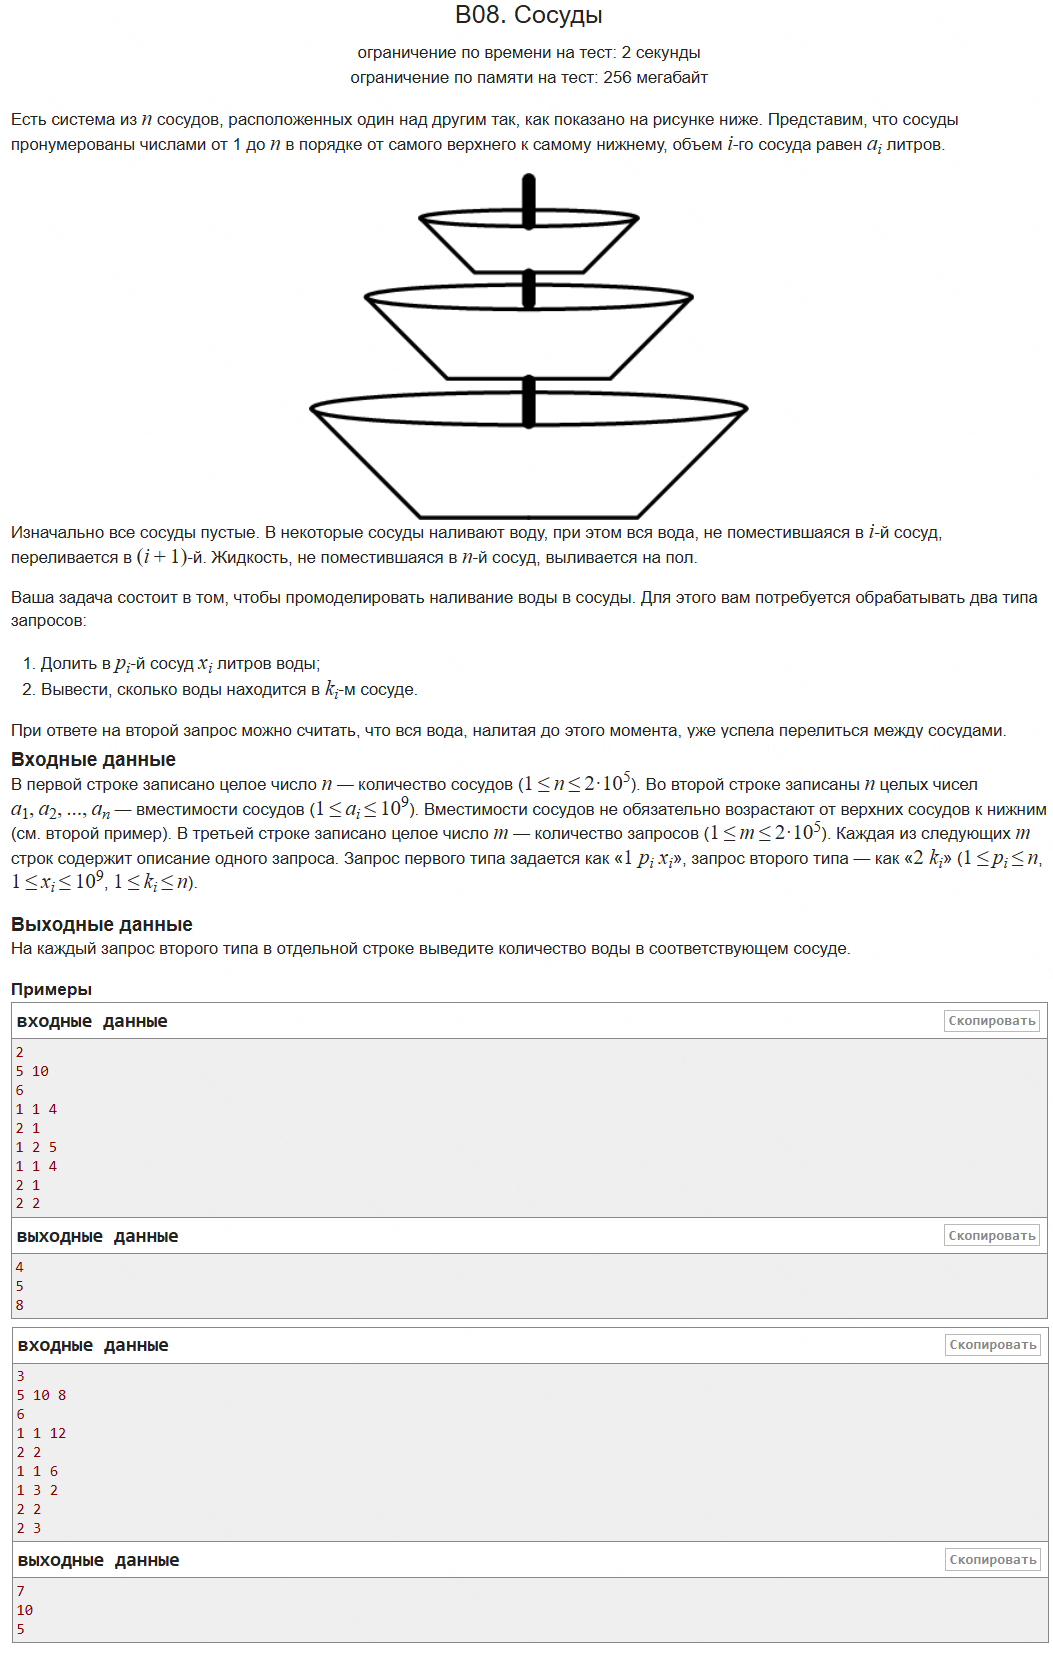 B08. Сосуды
ограничение по времени на тест: 2 секунды
ограничение по памяти на тест: 256 мегабайт
Есть система из n сосудов, расположенных один над другим так, как показано на рисунке ниже. Представим, что сосуды
пронумерованы числами от 1 до n в порядке от самого верхнего к самому нижнему, объем i-го сосуда равен a_i литров.
Изначально все сосуды пустые. В некоторые сосуды наливают воду, при этом вся вода, не поместившаяся в i-й сосуд,
переливается в (i + 1)-й. Жидкость, не поместившаяся в n-й сосуд, выливается на пол.
Ваша задача состоит в том, чтобы промоделировать наливание воды в сосуды. Для этого вам потребуется обрабатывать два типа
запросов:
1. Долить в p_i-й сосуд x_i литров воды;
2. Вывести, сколько воды находится в k_i-м сосуде.
При ответе на второй запрос можно считать, что вся вода, налитая до этого момента, уже успела перелиться между сосудами.
Входные данные
В первой строке записано целое число n — количество сосудов (1 ≤ n ≤ 2·10^5). Во второй строке записаны n целых чисел
a_1, a_2, ..., a_n — вместимости сосудов (1 ≤ a_i ≤ 10^9). Вместимости сосудов не обязательно возрастают от верхних сосудов к нижним
(см. второй пример). В третьей строке записано целое число m — количество запросов (1 ≤ m ≤ 2·10^5). Каждая из следующих m
строк содержит описание одного запроса. Запрос первого типа задается как «1 p_i x_i», запрос второго типа — как «2 k_i» (1 ≤ p_i ≤ n,
1 ≤ x_i ≤ 10^9, 1 ≤ k_i ≤ n).
Выходные данные
На каждый запрос второго типа в отдельной строке выведите количество воды в соответствующем сосуде.
Примеры
входные данные Скопировать
2
5 10
6
1 1 4
2 1
1 2 5
1 1 4
2 1
2 2
выходные данные Скопировать
4
5
8
входные данные Скопировать
3
5 10 8
6
1 1 12
2 2
1 1 6
1 3 2
2 2
2 3
выходные данные Скопировать
7
10
5